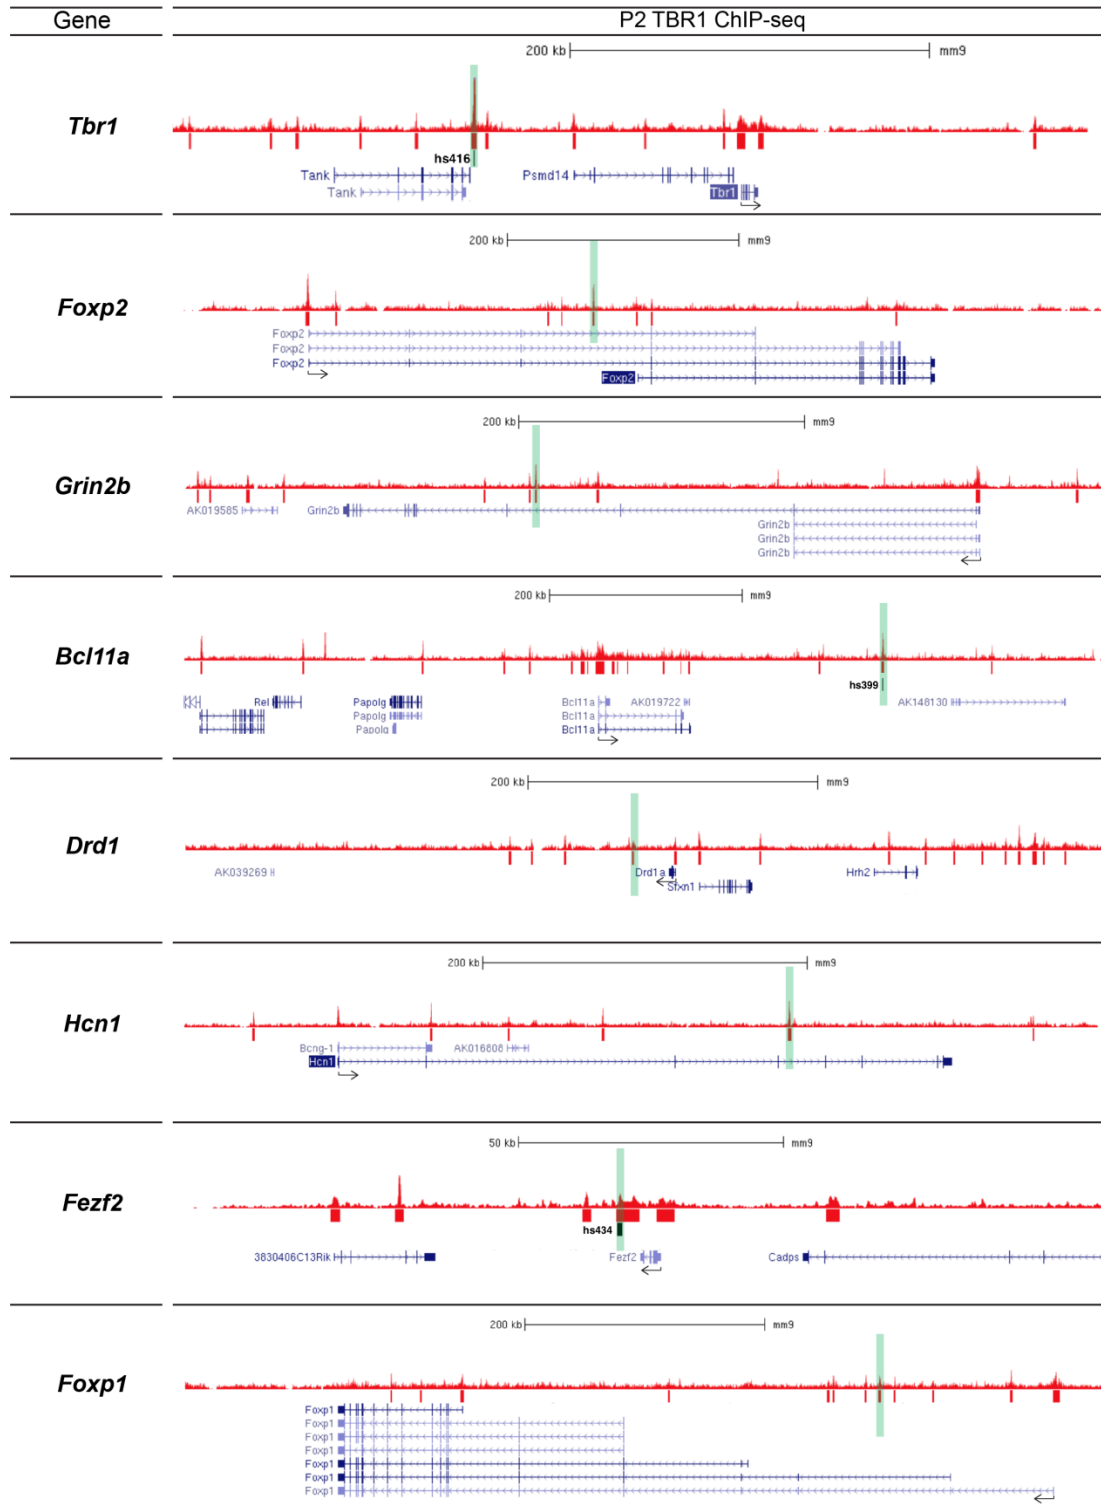 Gene P2 TBR1 ChIP-seq
200 kb mm9
Tbr1
hs416
Tank Psmd14
Tank Tbr1
200 kb mm9
Foxp2
Foxp2
Foxp2
Foxp2
Foxp2
200 kb mm9
Grin2b
AK019585 Grin2b
Grin2b
Grin2b
Grin2b
200 kb mm9
Bcl11a
hs399
Rel Papolg Bcl11a AK019722 AK148130
Papolg Bcl11a
Papolg Bcl11a
200 kb mm9
Drd1
AK039269 Drd1a Hrh2
Sfxn1
200 kb mm9
Hcn1
Bcng-1 AK016808
Hcn1
50 kb mm9
Fezf2
hs434
3830406C13Rik Fezf2 Cadps
200 kb mm9
Foxp1
Foxp1
Foxp1
Foxp1
Foxp1
Foxp1
Foxp1
Foxp1